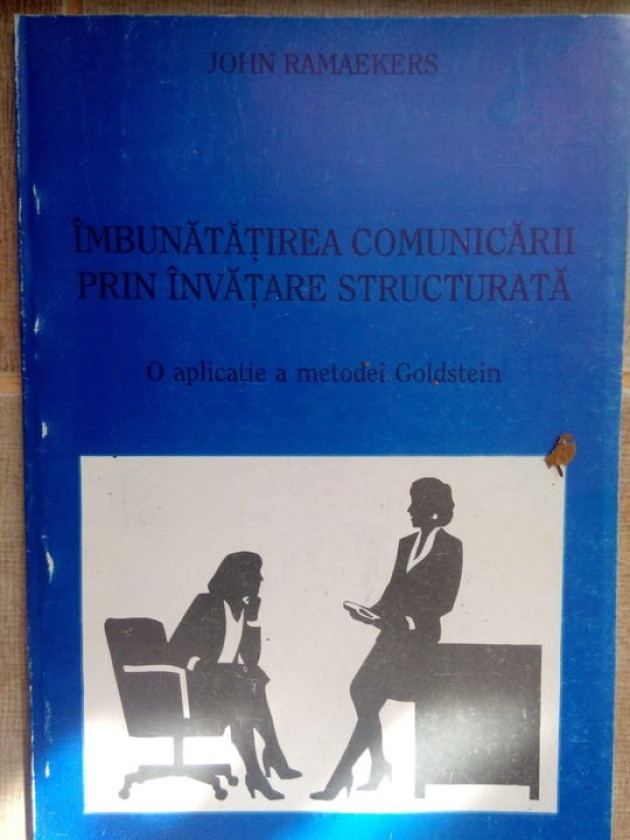 JOHN RAMAEKERS
ÎMBUNĂTĂȚIREA COMUNICĂRII
PRIN ÎNVĂȚARE STRUCTURATĂ
O aplicație a metodei Goldstein